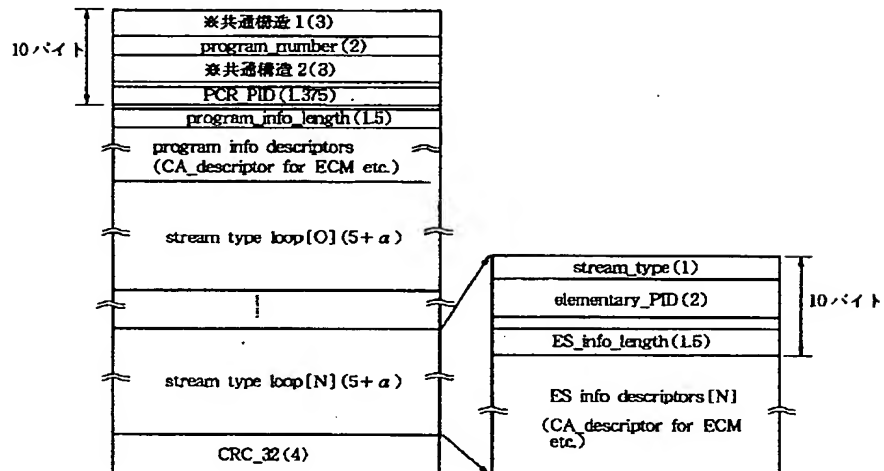 ※共通構造1(3)
10バイト
program_number(2)
※共通構造2(3)
PCR_PID(1.375)
program_info_length(1.5)
program info descriptors
(CA_descriptor for ECM etc.)
stream type loop[O](5+α)
stream type loop[N](5+α)
CRC_32(4)
stream_type(1)
elementary_PID(2)
10バイト
ES_info_length(1.5)
ES info descriptors[N]
(CA_descriptor for ECM
etc.)